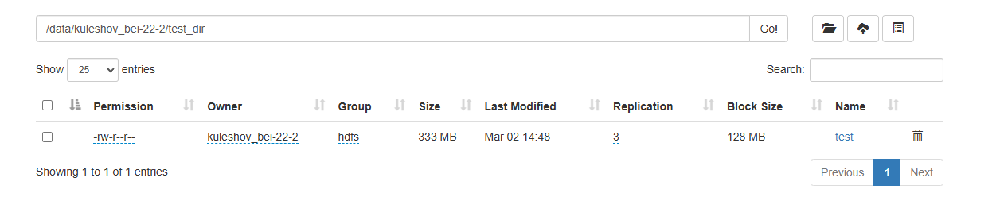 /data/kuleshov_bei-22-2/test_dir Go!
Show 25 entries Search:
Permission Owner Group Size Last Modified Replication Block Size Name
-rw-r--r-- kuleshov_bei-22-2 hdfs 333 MB Mar 02 14:48 3 128 MB test
Showing 1 to 1 of 1 entries Previous 1 Next